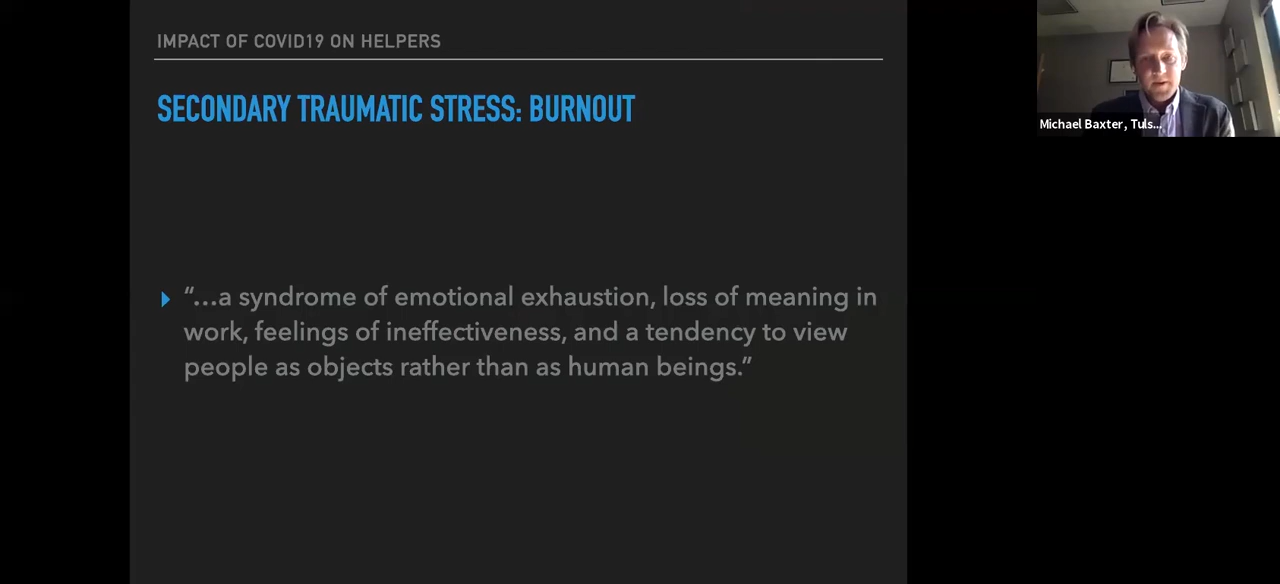 IMPACT OF COVID19 ON HELPERS
SECONDARY TRAUMATIC STRESS: BURNOUT
“…a syndrome of emotional exhaustion, loss of meaning in
work, feelings of ineffectiveness, and a tendency to view
people as objects rather than as human beings.”
Michael Baxter, Tuls...